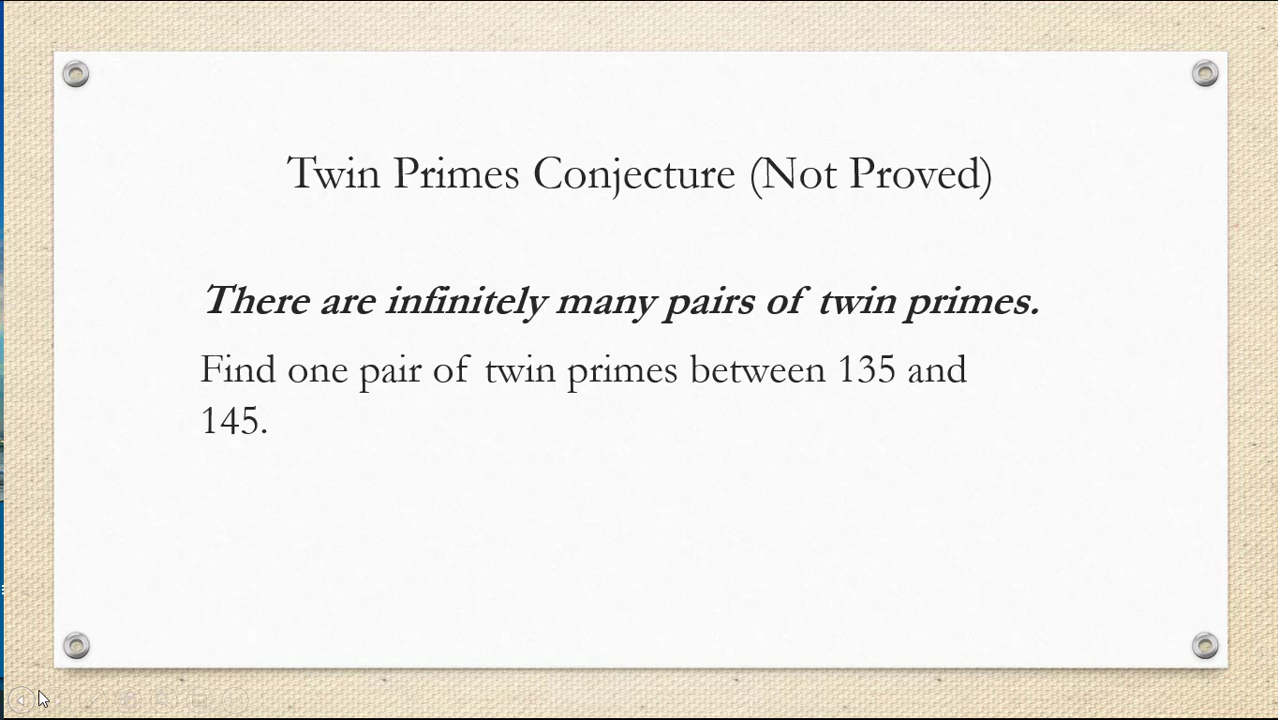 Twin Primes Conjecture (Not Proved)
There are infinitely many pairs of twin primes.
Find one pair of twin primes between 135 and
145.